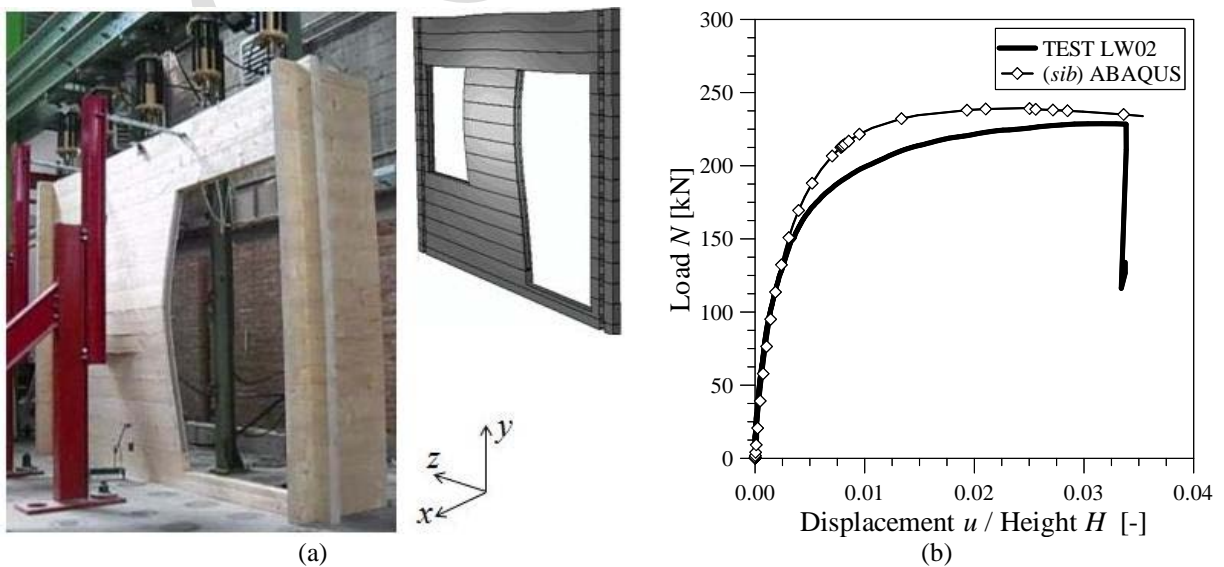 z
y
x
(a)
300
250
200
150
100
50
0
Load N [kN]
TEST LW02
(sib) ABAQUS
0.00 0.01 0.02 0.03 0.04
Displacement u / Height H [-]
(b)